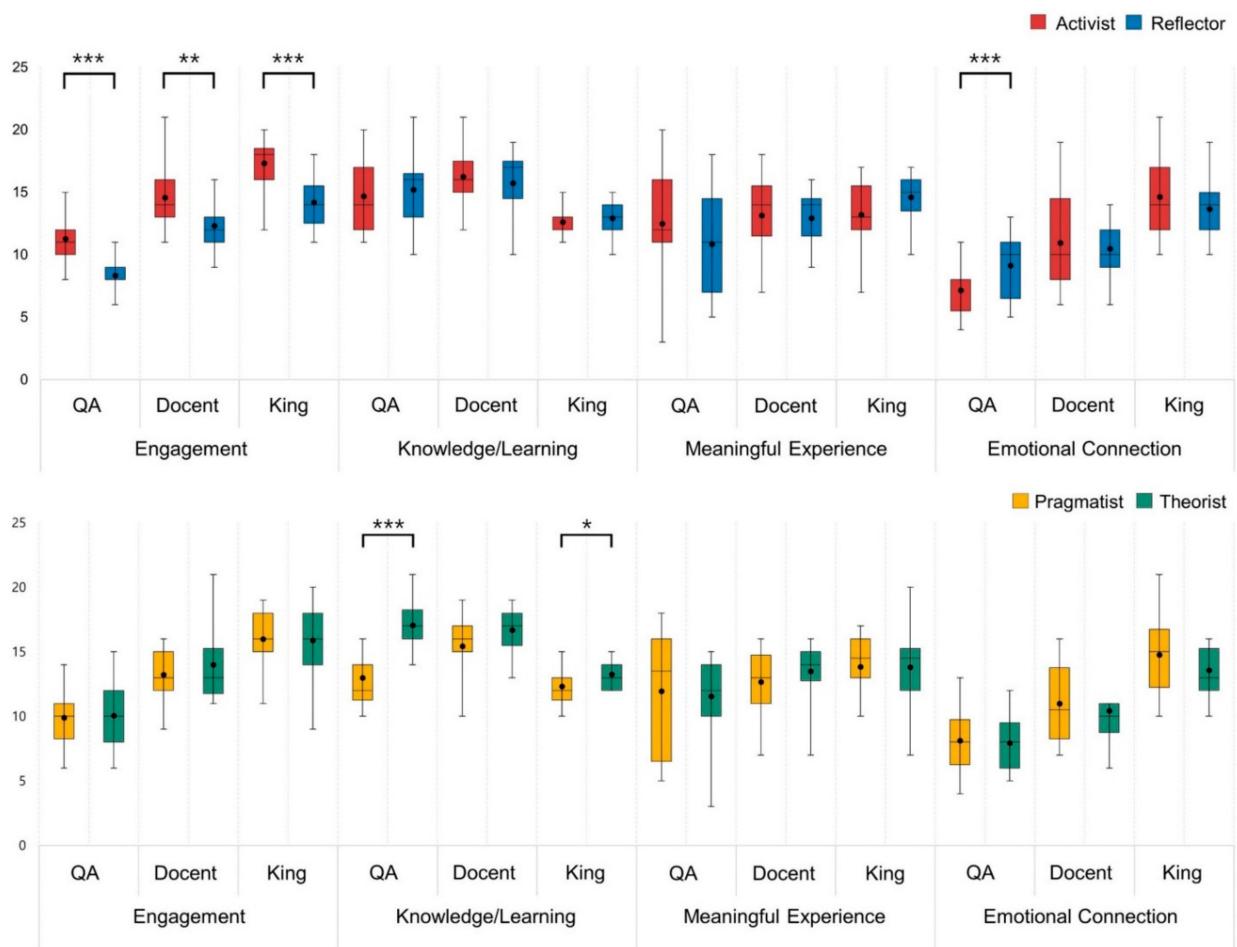 Activist Reflector
*** ** *** ***
25
20
15
10
5
0
QA Docent King QA Docent King QA Docent King QA Docent King
Engagement Knowledge/Learning Meaningful Experience Emotional Connection
Pragmatist Theorist
25
*** *
20
15
10
5
0
QA Docent King QA Docent King QA Docent King QA Docent King
Engagement Knowledge/Learning Meaningful Experience Emotional Connection